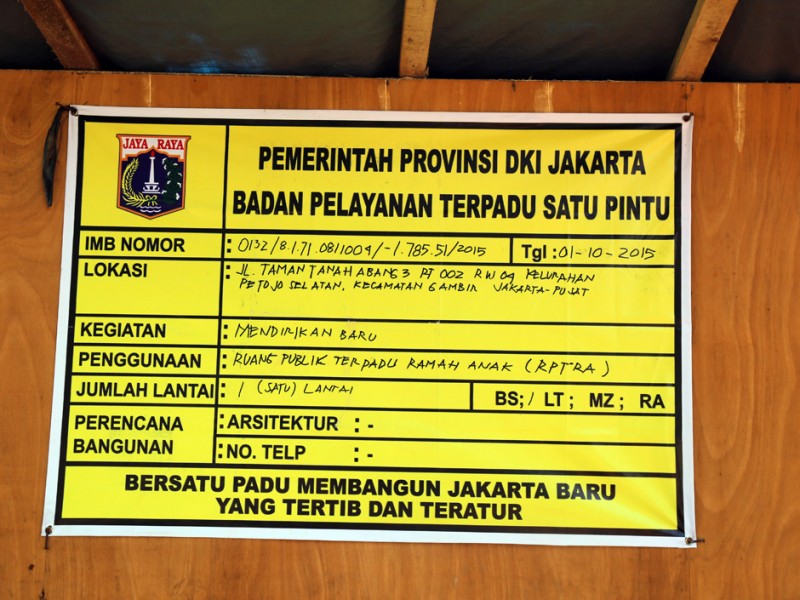 JAYA RAYA
PEMERINTAH PROVINSI DKI JAKARTA
BADAN PELAYANAN TERPADU SATU PINTU
IMB NOMOR : 0132/8.1.71.0811004/-1.785.51/2015 Tgl : 01-10-2015
LOKASI : JL. TAMAN TANAH ABANG 3 RT 002 RW 09 KELURAHAN
PETOJO SELATAN. KECAMATAN GAMBIR JAKARTA-PUSAT
KEGIATAN : MENDIRIKAN BARU
PENGGUNAAN : RUANG PUBLIK TERPADU RAMAH ANAK (RPTRA)
JUMLAH LANTAI : 1 (SATU) LANTAI BS; / LT ; MZ ; RA
PERENCANA BANGUNAN : ARSITEKTUR : -
: NO. TELP : -
BERSATU PADU MEMBANGUN JAKARTA BARU
YANG TERTIB DAN TERATUR